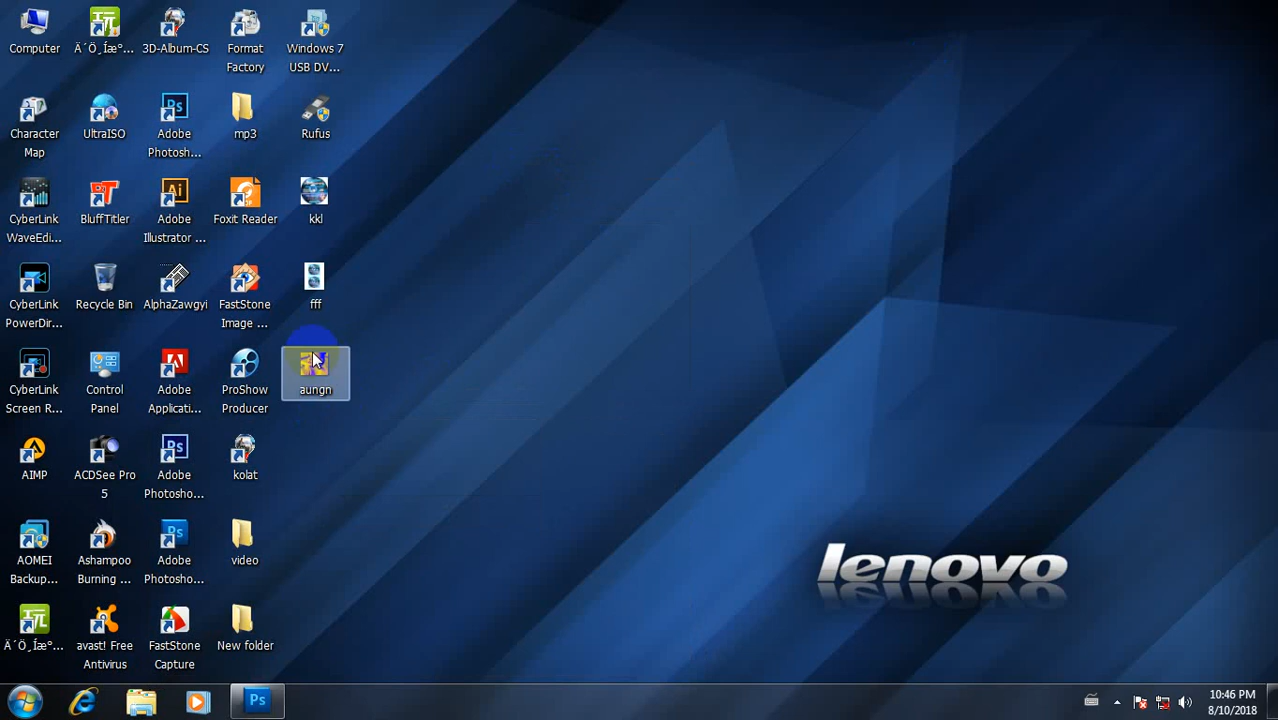 Computer
Ä´Ö¸Íæ°...
3D-Album-CS
Format
Factory
Windows 7
USB DV...
Character
Map
UltraISO
Adobe
Photosh...
mp3
Rufus
CyberLink
WaveEdi...
BluffTitler
Adobe
Illustrator ...
Foxit Reader
kkl
CyberLink
PowerDir...
Recycle Bin
AlphaZawgyi
FastStone
Image ...
fff
CyberLink
Screen R...
Control
Panel
Adobe
Applicati...
ProShow
Producer
aungn
AIMP
ACDSee Pro
5
Adobe
Photosho...
kolat
AOMEI
Backup...
Ashampoo
Burning ...
Adobe
Photosho...
video
Ä´Ö¸Íæ°...
avast! Free
Antivirus
FastStone
Capture
New folder
lenovo
Ps
10:46 PM
8/10/2018